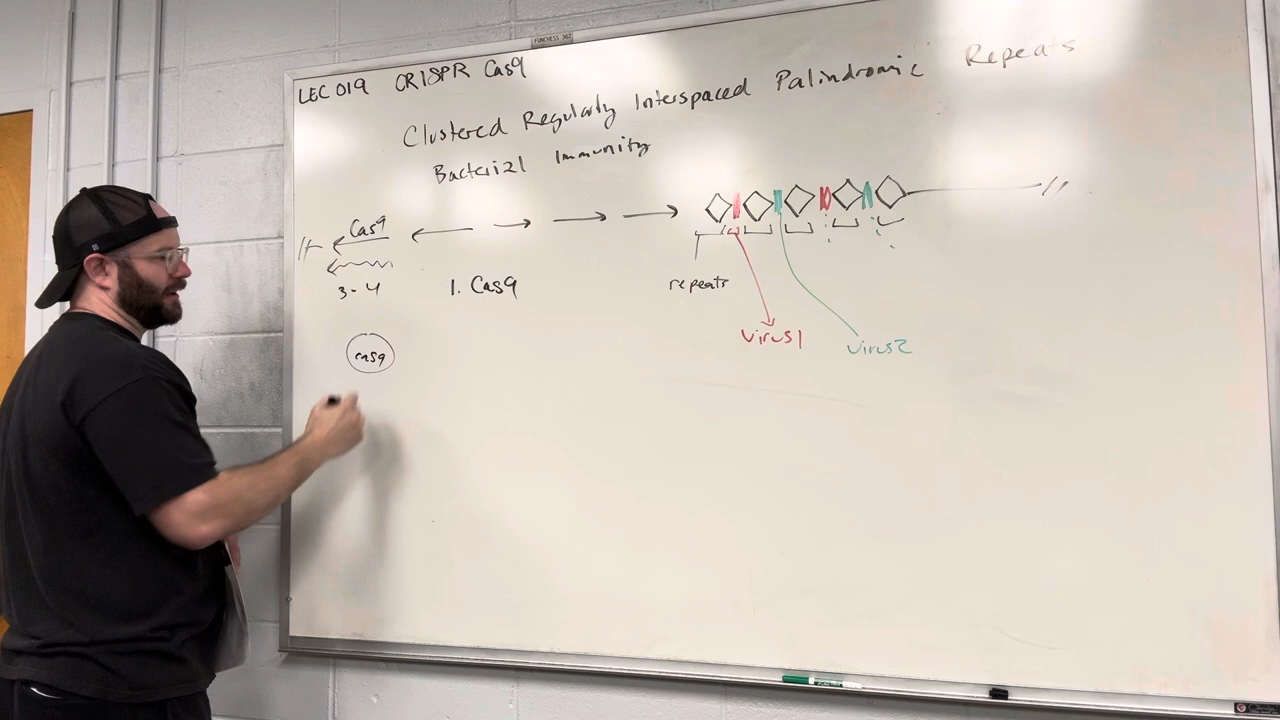 FUNCHESS 362
LEC 019 CRISPR Cas9
Clustered Regularly Interspaced Palindromic Repeats
Bacterial Immunity
Cas9
3-4
1. Cas9
repeats
cas9
Virus1
Virus2